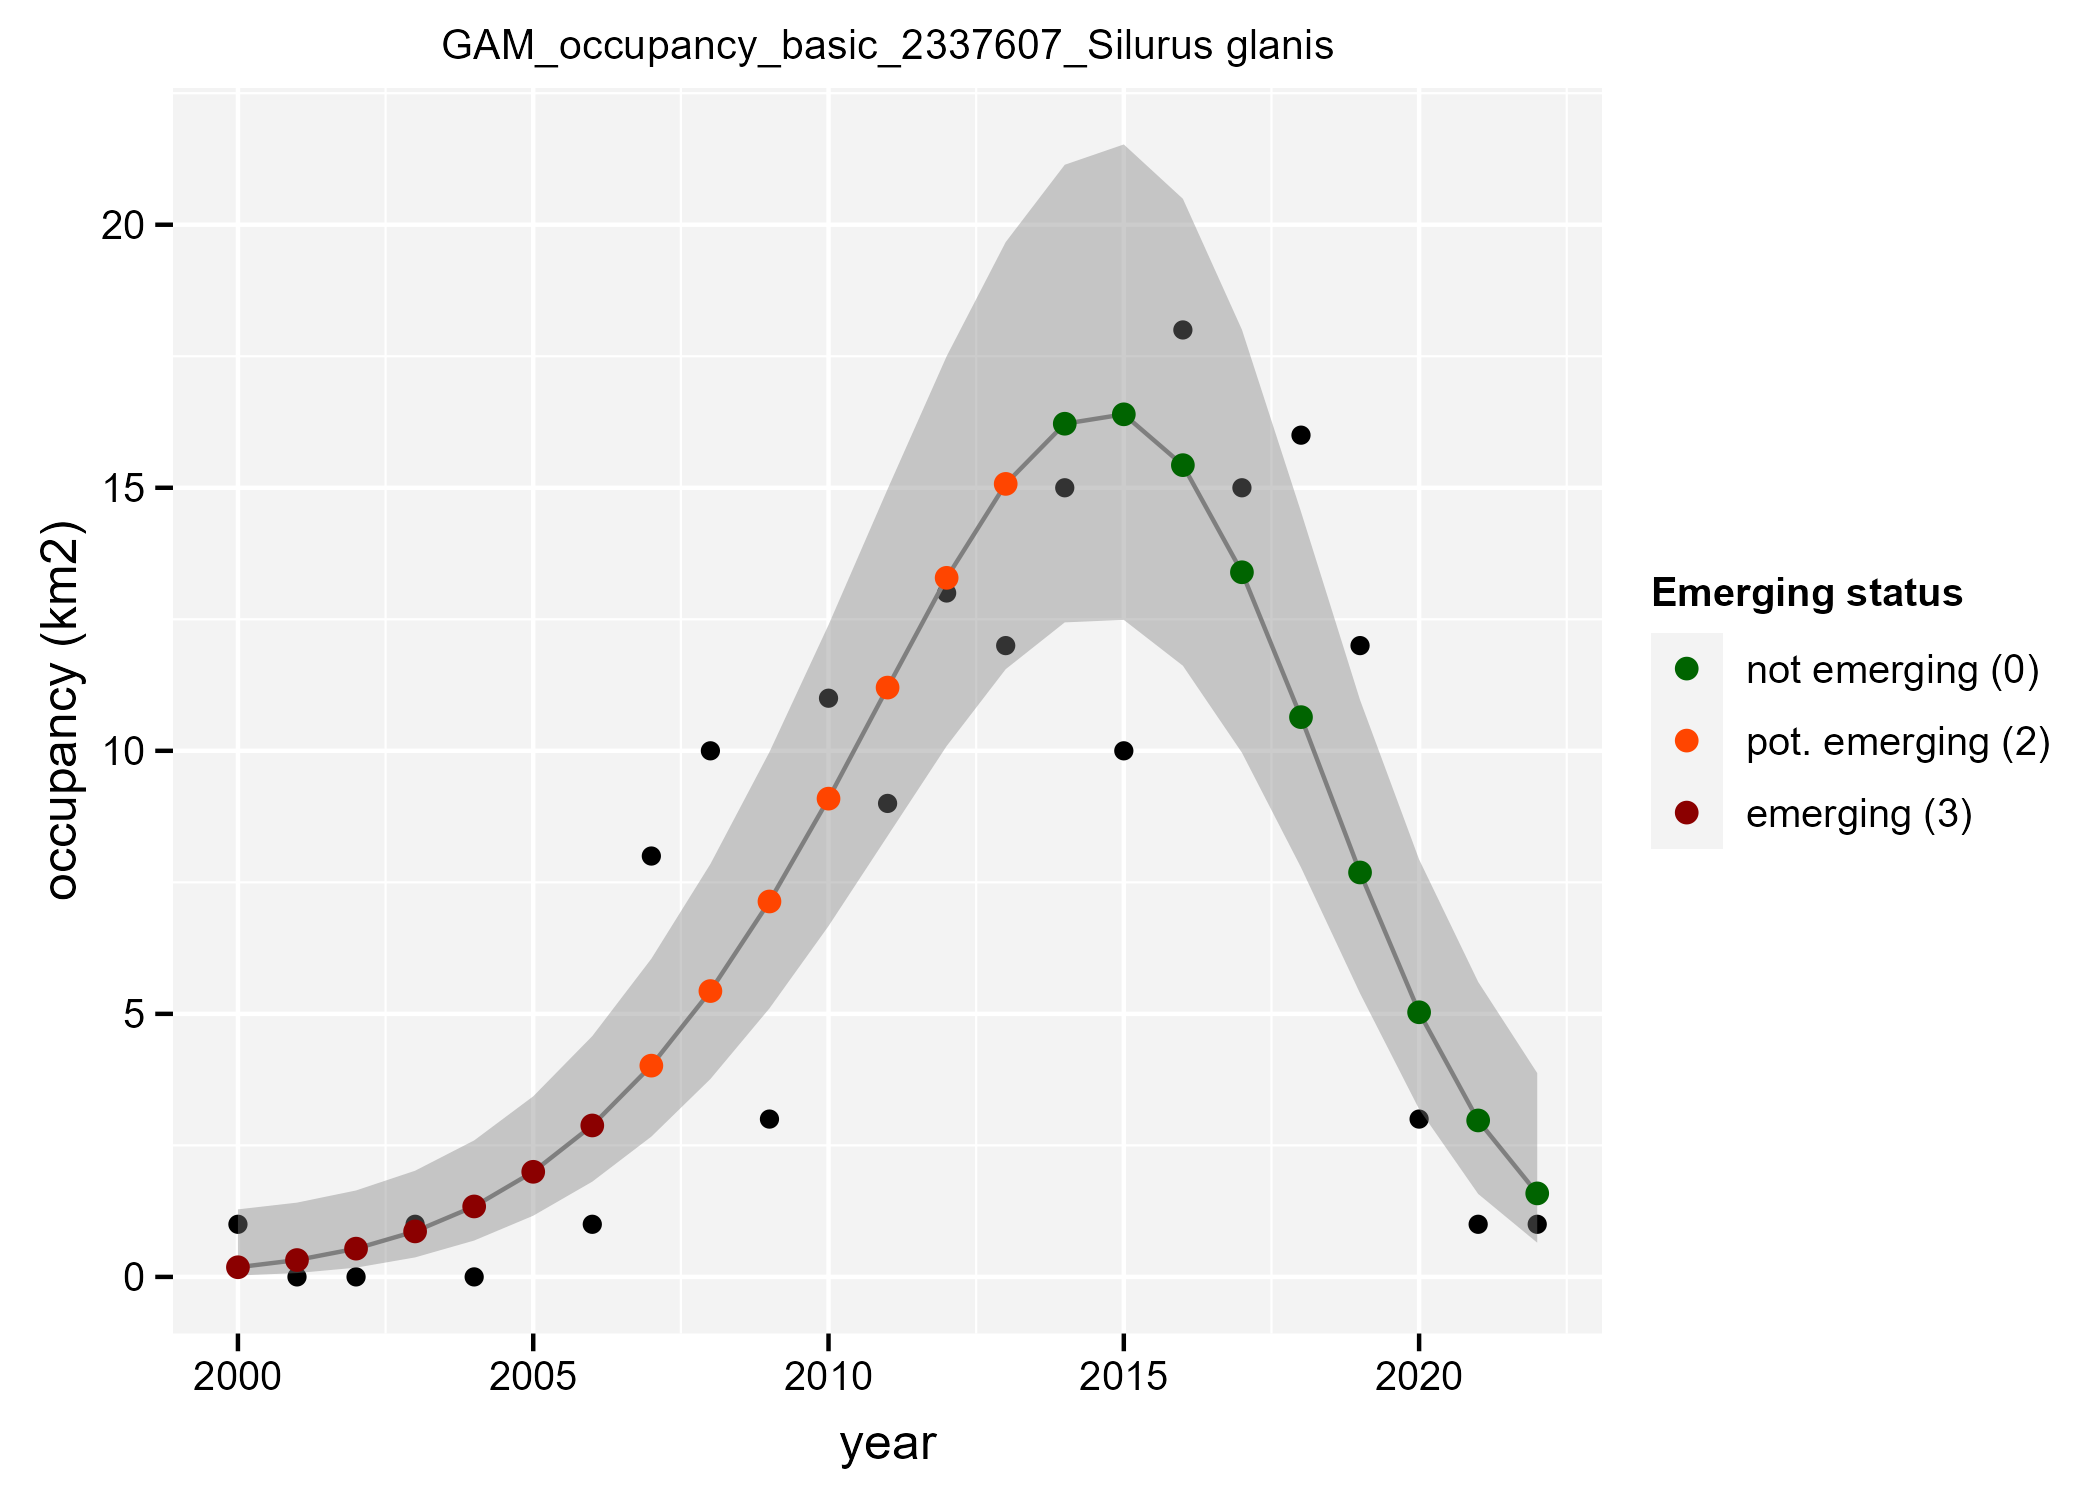 GAM_occupancy_basic_2337607_Silurus glanis
occupancy (km2)
20
15
10
5
0
2000 2005 2010 2015 2020
year
Emerging status
not emerging (0)
pot. emerging (2)
emerging (3)